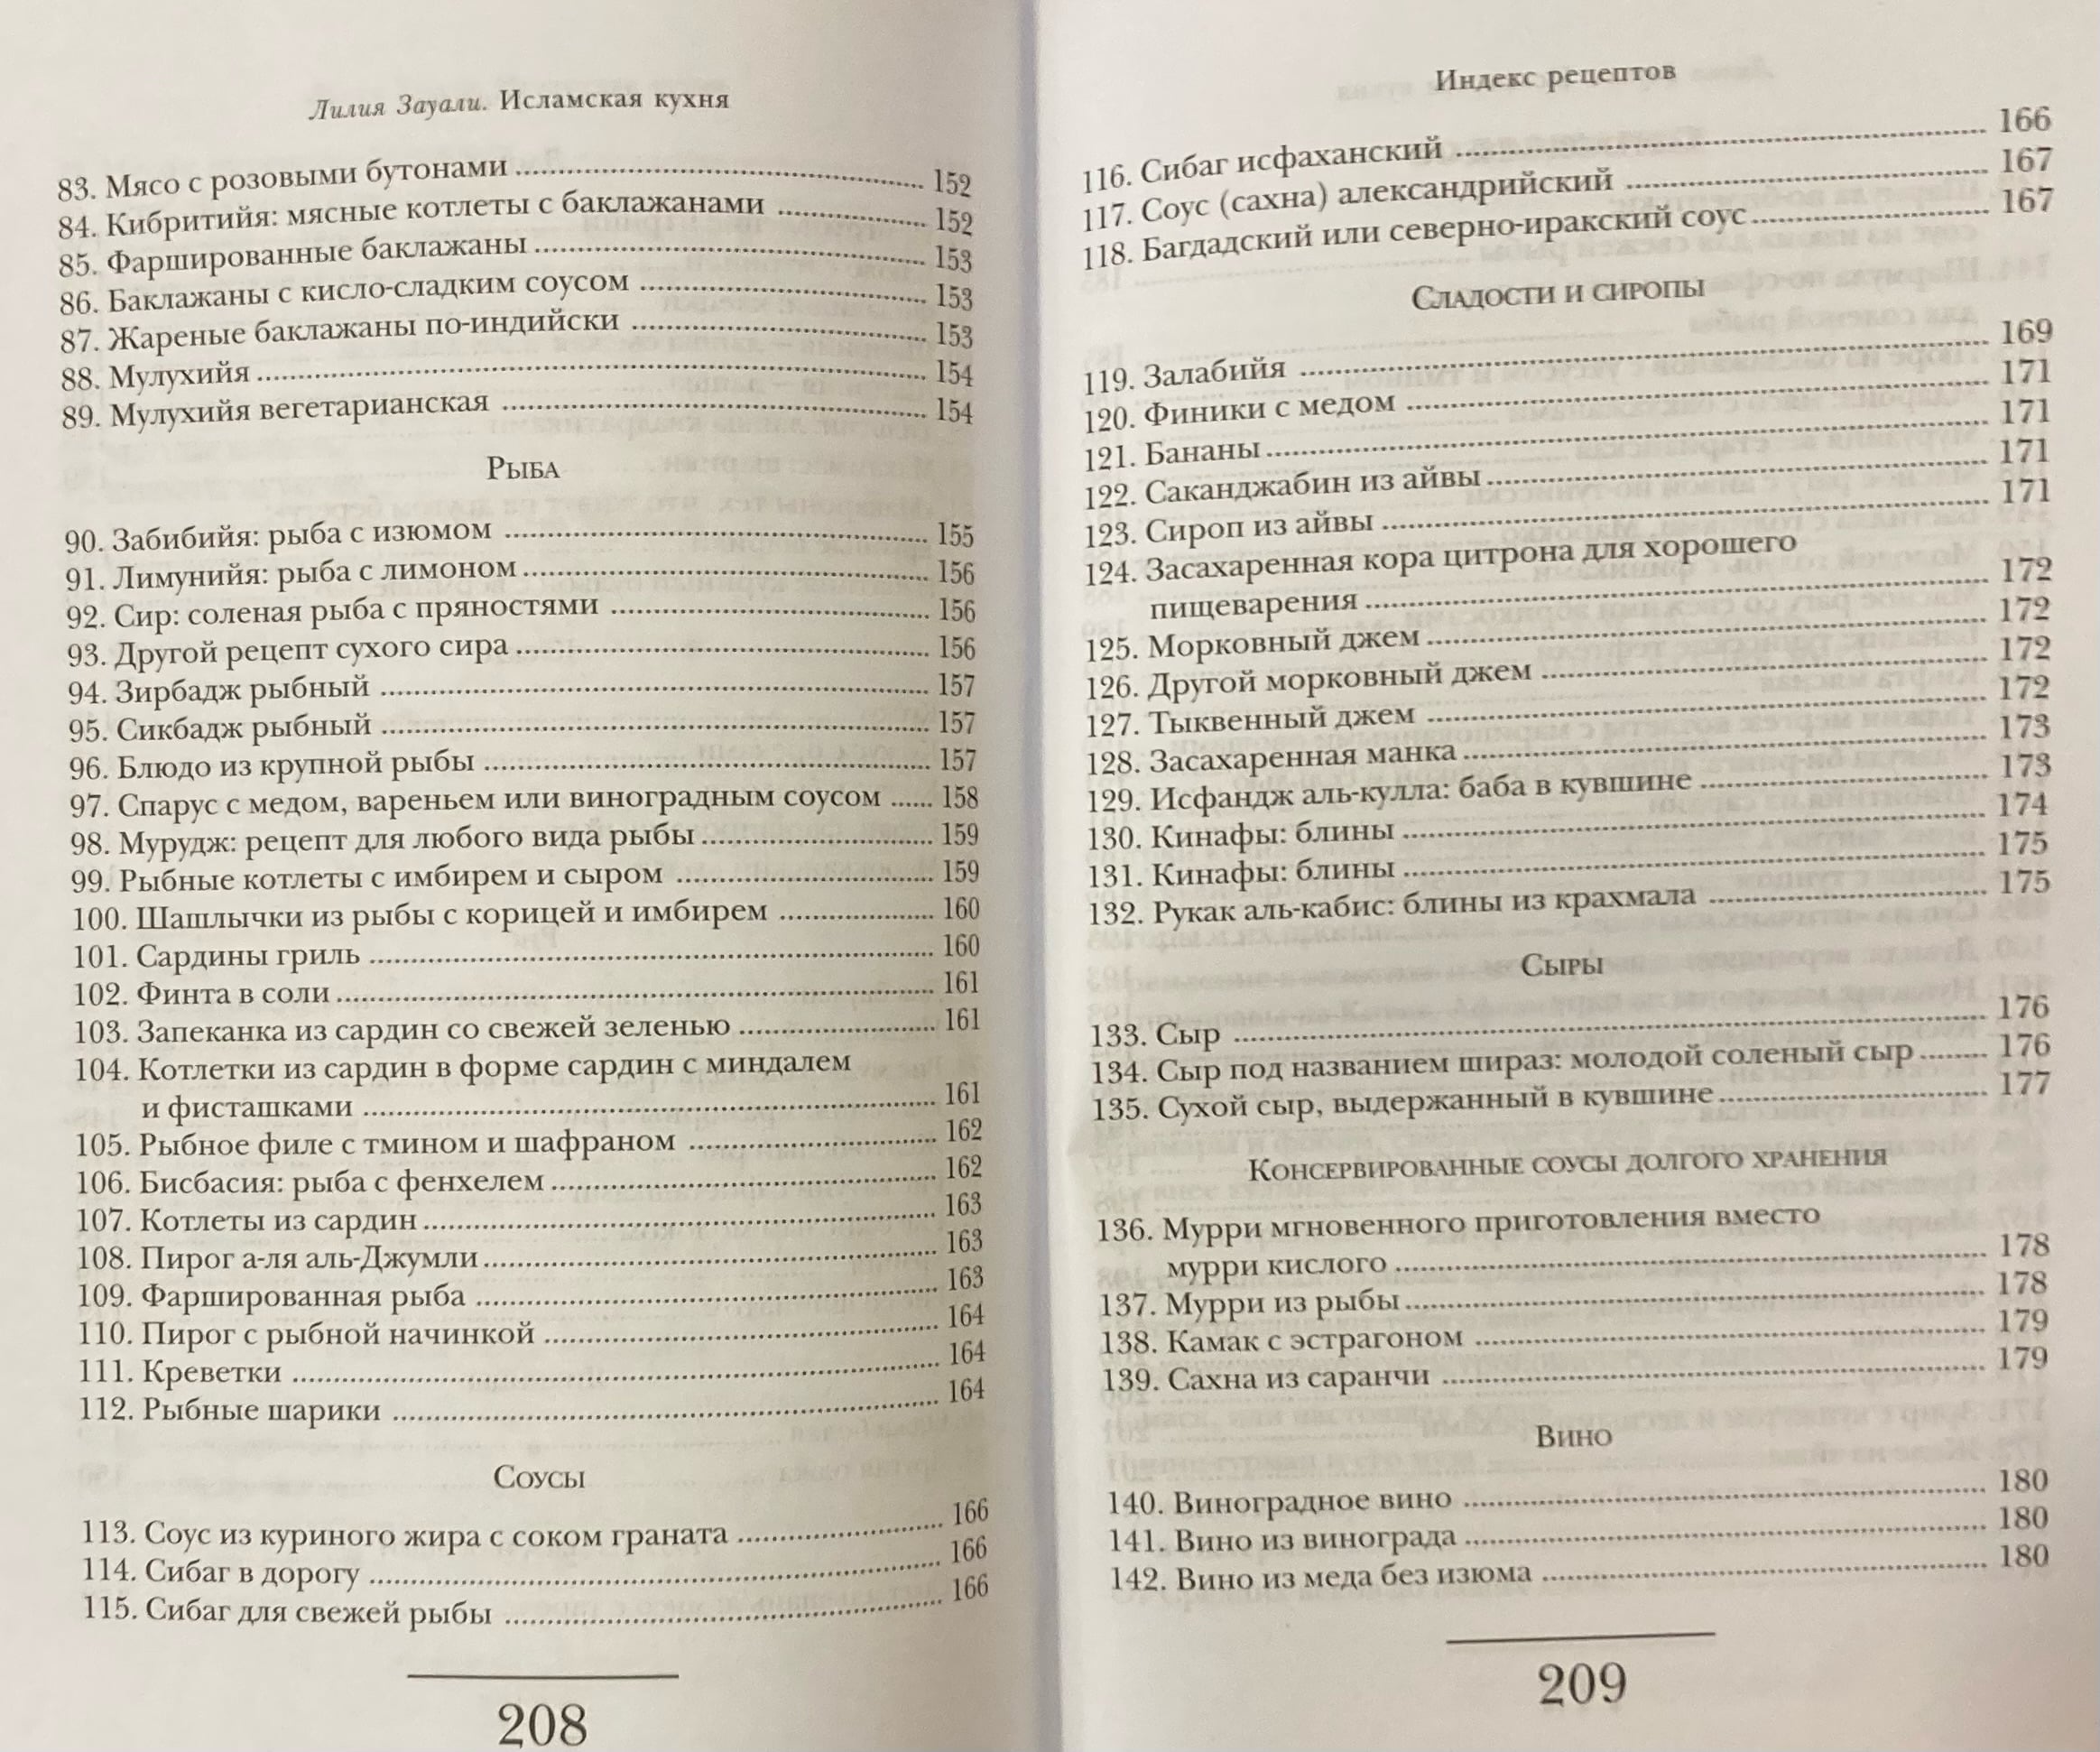 Лилия Зауали. Исламская кухня
83. Мясо с розовыми бутонами ........ 152
84. Кибритийя: мясные котлеты с баклажанами ........ 152
85. Фаршированные баклажаны ........ 153
86. Баклажаны с кисло-сладким соусом ........ 153
87. Жареные баклажаны по-индийски ........ 153
88. Мулухийя ........ 154
89. Мулухийя вегетарианская ........ 154
Рыба
90. Забибийя: рыба с изюмом ........ 155
91. Лимунийя: рыба с лимоном ........ 156
92. Сир: соленая рыба с пряностями ........ 156
93. Другой рецепт сухого сира ........ 156
94. Зирбадж рыбный ........ 157
95. Сикбадж рыбный ........ 157
96. Блюдо из крупной рыбы ........ 157
97. Спарус с медом, вареньем или виноградным соусом ...... 158
98. Мурудж: рецепт для любого вида рыбы ........ 159
99. Рыбные котлеты с имбирем и сыром ........ 159
100. Шашлычки из рыбы с корицей и имбирем ........ 160
101. Сардины гриль ........ 160
102. Финта в соли ........ 161
103. Запеканка из сардин со свежей зеленью ........ 161
104. Котлетки из сардин в форме сардин с миндалем
и фисташками ........ 161
105. Рыбное филе с тмином и шафраном ........ 162
106. Бисбасия: рыба с фенхелем ........ 162
107. Котлеты из сардин ........ 163
108. Пирог а-ля аль-Джумли ........ 163
109. Фаршированная рыба ........ 163
110. Пирог с рыбной начинкой ........ 164
111. Креветки ........ 164
112. Рыбные шарики ........ 164
Соусы
113. Соус из куриного жира с соком граната ........ 166
114. Сибаг в дорогу ........ 166
115. Сибаг для свежей рыбы ........ 166
208
Индекс рецептов
116. Сибаг исфаханский ........ 166
117. Соус (сахна) александрийский ........ 167
118. Багдадский или северно-иракский соус ........ 167
Сладости и сиропы
119. Залабийя ........ 169
120. Финики с медом ........ 171
121. Бананы ........ 171
122. Саканджабин из айвы ........ 171
123. Сироп из айвы ........ 171
124. Засахаренная кора цитрона для хорошего
пищеварения ........ 172
125. Морковный джем ........ 172
126. Другой морковный джем ........ 172
127. Тыквенный джем ........ 172
128. Засахаренная манка ........ 173
129. Исфандж аль-кулла: баба в кувшине ........ 173
130. Кинафы: блины ........ 174
131. Кинафы: блины ........ 175
132. Рукак аль-кабис: блины из крахмала ........ 175
Сыры
133. Сыр ........ 176
134. Сыр под названием шираз: молодой соленый сыр ........ 176
135. Сухой сыр, выдержанный в кувшине ........ 177
Консервированные соусы долгого хранения
136. Мурри мгновенного приготовления вместо
мурри кислого ........ 178
137. Мурри из рыбы ........ 178
138. Камак с эстрагоном ........ 179
139. Сахна из саранчи ........ 179
Вино
140. Виноградное вино ........ 180
141. Вино из винограда ........ 180
142. Вино из меда без изюма ........ 180
209